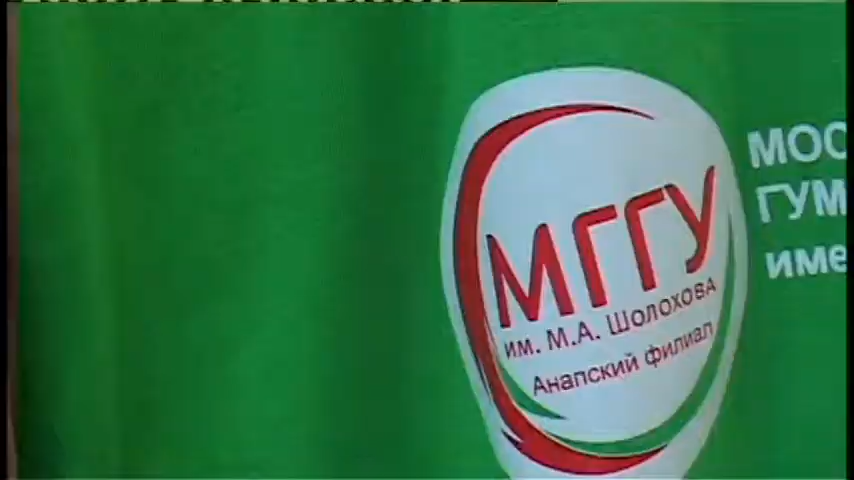 МГГУ
им. М.А. Шолохова
Анапский филиал
МОС
ГУМ
име